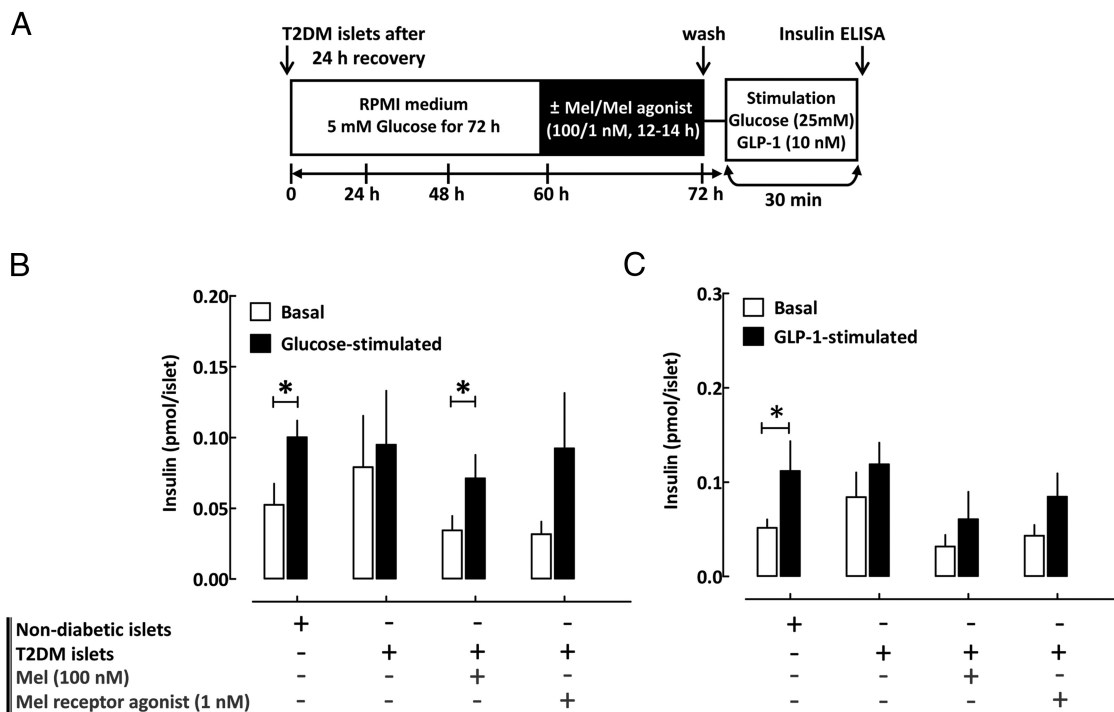 A
T2DM islets after
24 h recovery
wash
Insulin ELISA
RPMI medium
5 mM Glucose for 72 h
± Mel/Mel agonist
(100/1 nM, 12-14 h)
Stimulation
Glucose (25mM)
GLP-1 (10 nM)
0 24 h 48 h 60 h 72 h
30 min
B
Insulin (pmol/islet)
0.20
0.15
0.10
0.05
0.00
Basal
Glucose-stimulated
* *
C
Insulin (pmol/islet)
0.3
0.2
0.1
0.0
Basal
GLP-1-stimulated
*
Non-diabetic islets + - - - + - - -
T2DM islets - + + + - + + +
Mel (100 nM) - - + - - - + -
Mel receptor agonist (1 nM) - - - + - - - +